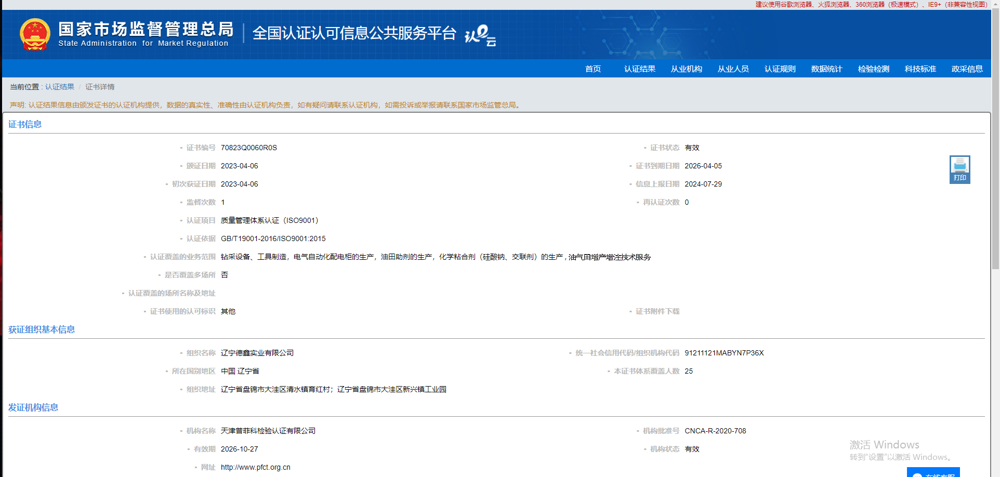 建议使用谷歌浏览器、火狐浏览器、360浏览器（极速模式）、IE9+（非兼容性视图）
国家市场监督管理总局
State Administration for Market Regulation
全国认证认可信息公共服务平台
认e云
首页 认证结果 从业机构 从业人员 认证规则 数据统计 检验检测 科技标准 政采信息
当前位置 : 认证结果 / 证书详情
声明: 认证结果信息由颁发证书的认证机构提供，数据的真实性、准确性由认证机构负责，如有疑问请联系认证机构，如需投诉或举报请联系国家市场监管总局。
证书信息
证书编号 70823Q0060R0S 证书状态 有效
颁证日期 2023-04-06 证书到期日期 2026-04-05
打印
初次获证日期 2023-04-06 信息上报日期 2024-07-29
监督次数 1 再认证次数 0
认证项目 质量管理体系认证（ISO9001）
认证依据 GB/T19001-2016/ISO9001:2015
认证覆盖的业务范围 钻采设备、工具制造，电气自动化配电柜的生产，油田助剂的生产，化学粘合剂（硅酸钠、交联剂）的生产 , 油气田增产增注技术服务
是否覆盖多场所 否
认证覆盖的场所名称及地址
证书使用的认可标识 其他 证书附件下载
获证组织基本信息
组织名称 辽宁德鑫实业有限公司 统一社会信用代码/组织机构代码 91211121MABYN7P36X
所在国别地区 中国 辽宁省 本证书体系覆盖人数 25
组织地址 辽宁省盘锦市大洼区清水镇育红村；辽宁省盘锦市大洼区新兴镇工业园
发证机构信息
机构名称 天津普菲科检验认证有限公司 机构批准号 CNCA-R-2020-708
有效期 2026-10-27 机构状态 有效
网址 http://www.pfct.org.cn
激活 Windows
转到“设置”以激活 Windows。
在线客服